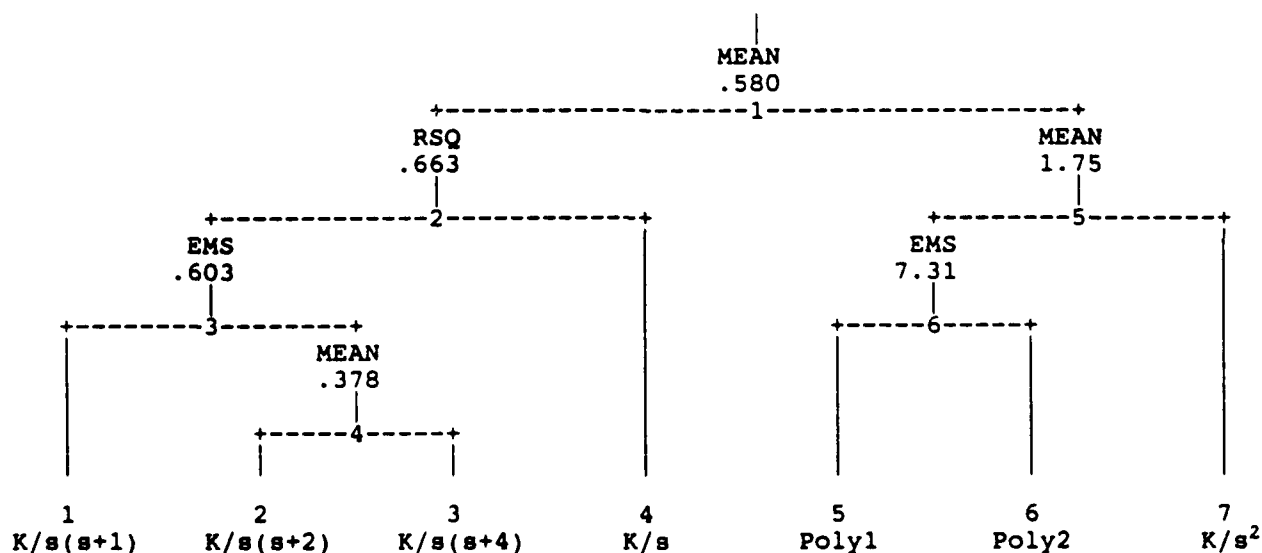 MEAN
.580
1
RSQ MEAN
.663 1.75
2 5
EMS EMS
.603 7.31
3 6
MEAN
.378
4
1 2 3 4 5 6 7
K/s(s+1) K/s(s+2) K/s(s+4) K/s Poly1 Poly2 K/s²